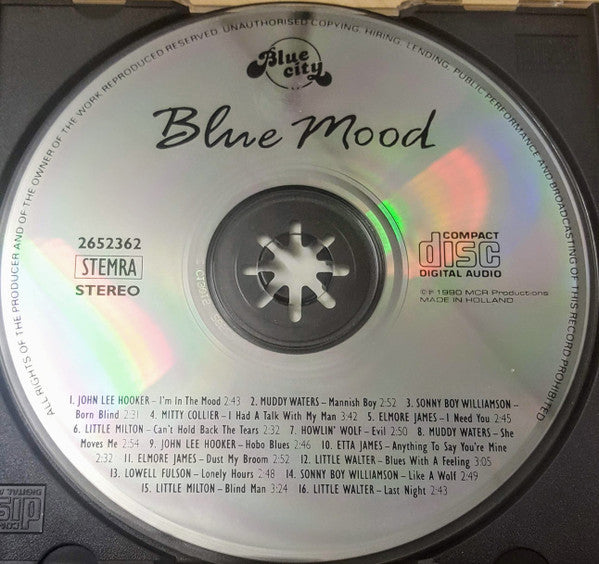 ALL RIGHTS OF THE PRODUCER AND OF THE OWNER OF THE WORK REPRODUCED RESERVED. UNAUTHORISED COPYING, HIRING, LENDING, PUBLIC PERFORMANCE AND BROADCASTING OF THIS RECORD PROHIBITED
Blue
city
Blue Mood
2652362
STEMRA
STEREO
COMPACT
disc
DIGITAL AUDIO
©℗ 1990 MCR Productions
MADE IN HOLLAND
1. JOHN LEE HOOKER – I'm In The Mood 2:43 2. MUDDY WATERS – Mannish Boy 2:52 3. SONNY BOY WILLIAMSON –
Born Blind 2:31 4. MITTY COLLIER – I Had A Talk With My Man 3:42 5. ELMORE JAMES – I Need You 2:45
6. LITTLE MILTON – Can't Hold Back The Tears 2:32 7. HOWLIN' WOLF – Evil 2:50 8. MUDDY WATERS – She
Moves Me 2:54 9. JOHN LEE HOOKER – Hobo Blues 2:46 10. ETTA JAMES – Anything To Say You're Mine
2:32 11. ELMORE JAMES – Dust My Broom 2:52 12. LITTLE WALTER – Blues With A Feeling 3:05
13. LOWELL FULSON – Lonely Hours 2:48 14. SONNY BOY WILLIAMSON – Like A Wolf 2:49
15. LITTLE MILTON – Blind Man 3:24 16. LITTLE WALTER – Last Night 2:43